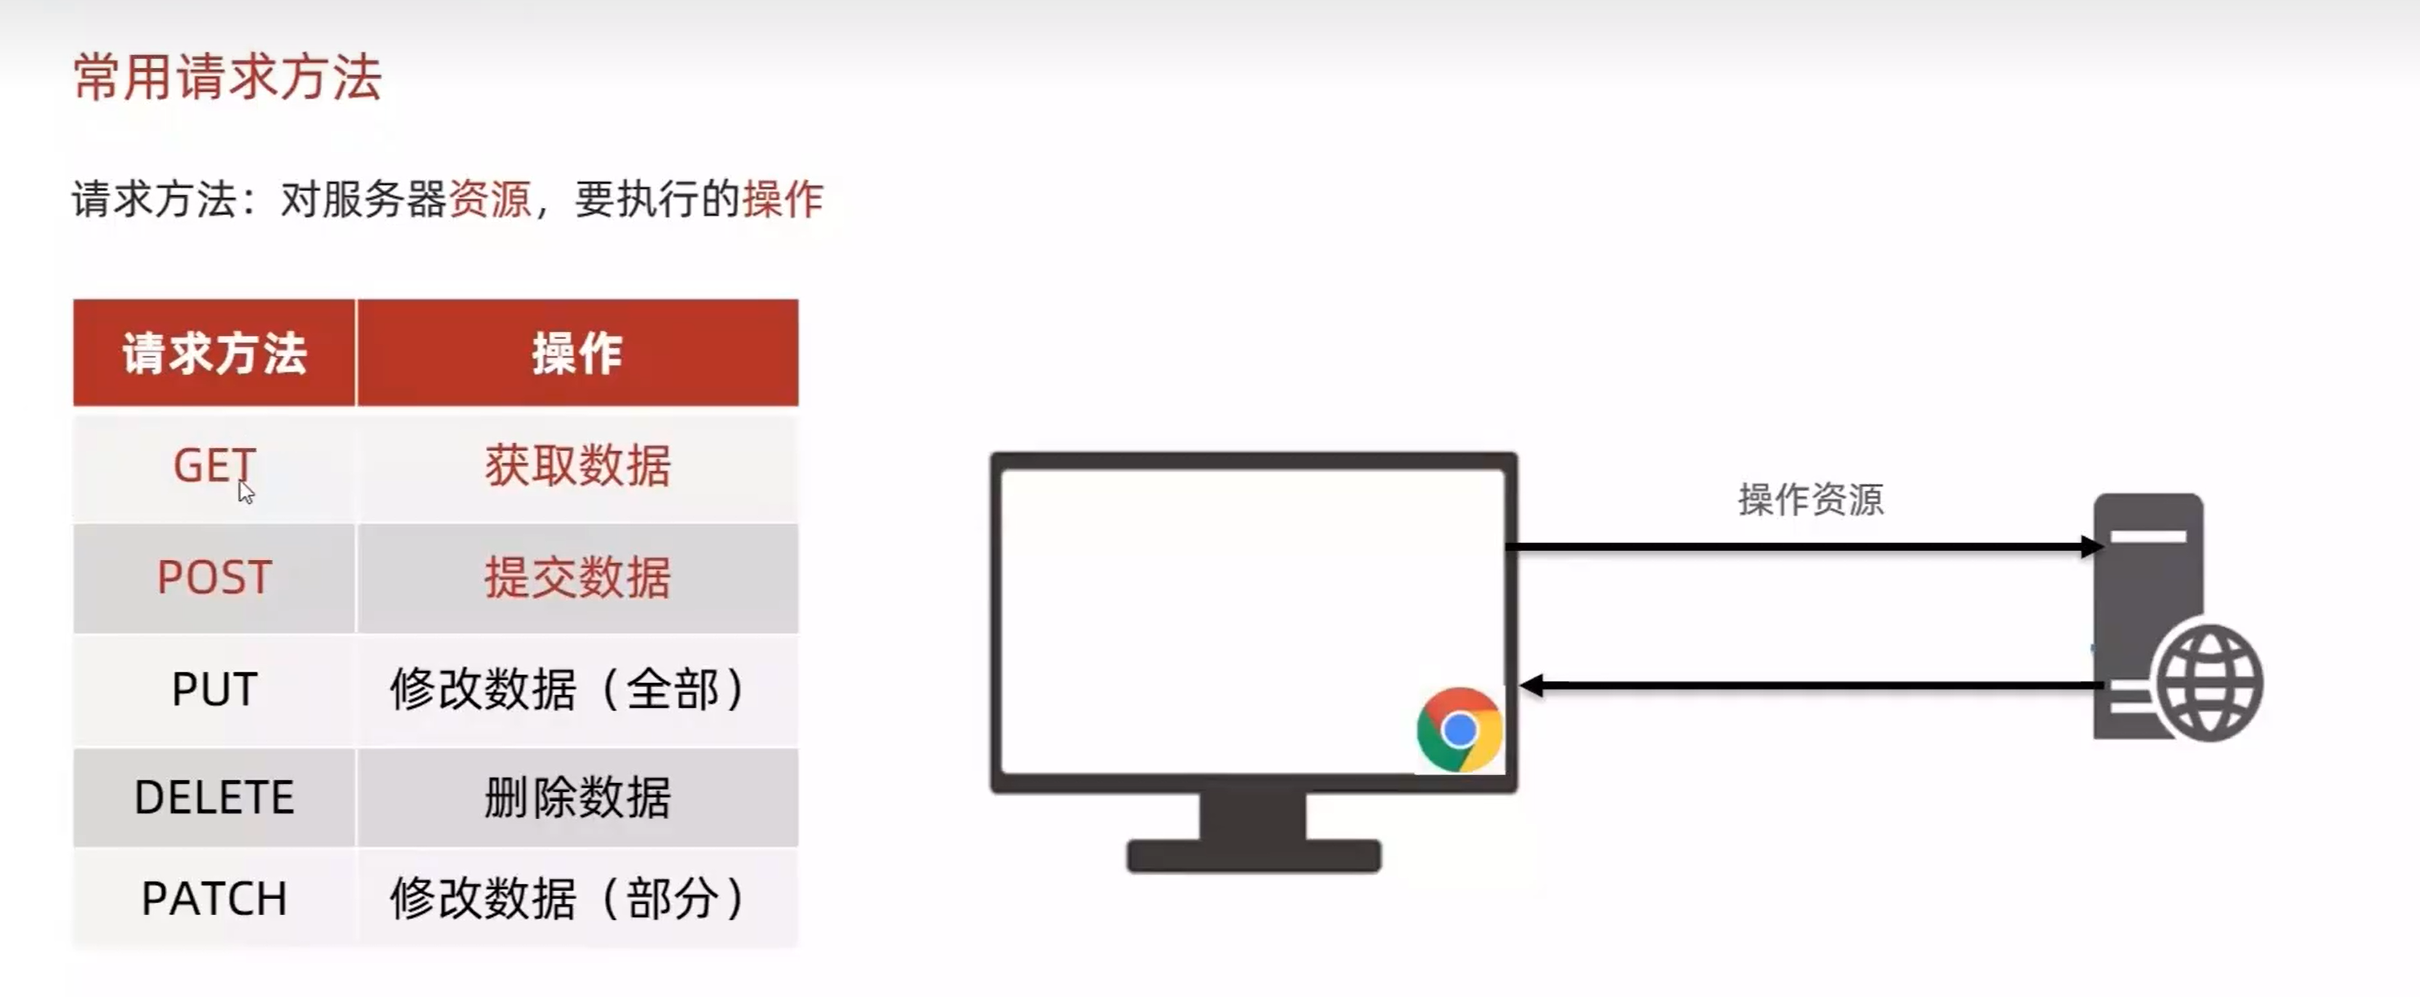 常用请求方法
请求方法：对服务器资源，要执行的操作
请求方法 操作
GET 获取数据
POST 提交数据
PUT 修改数据（全部）
DELETE 删除数据
PATCH 修改数据（部分）
操作资源